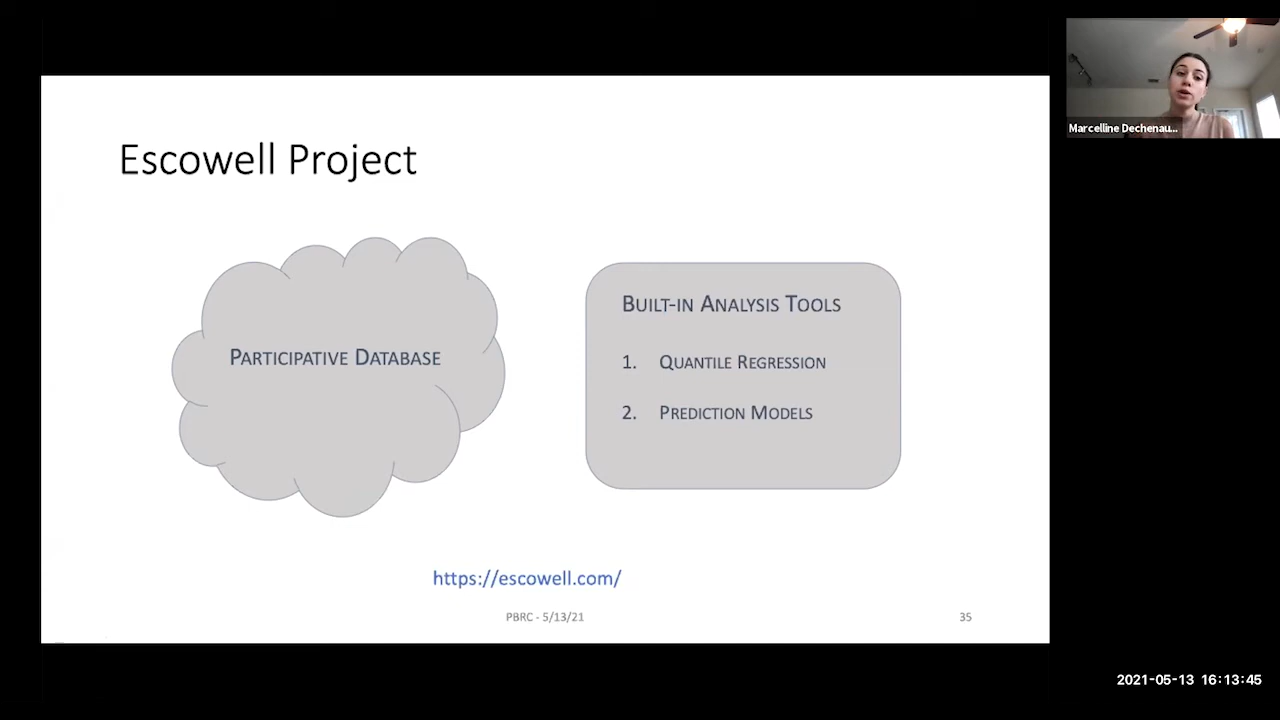 Escowell Project
PARTICIPATIVE DATABASE
BUILT-IN ANALYSIS TOOLS
1. QUANTILE REGRESSION
2. PREDICTION MODELS
https://escowell.com/
PBRC - 5/13/21
35
Marcelline Dechenau...
2021-05-13 16:13:45